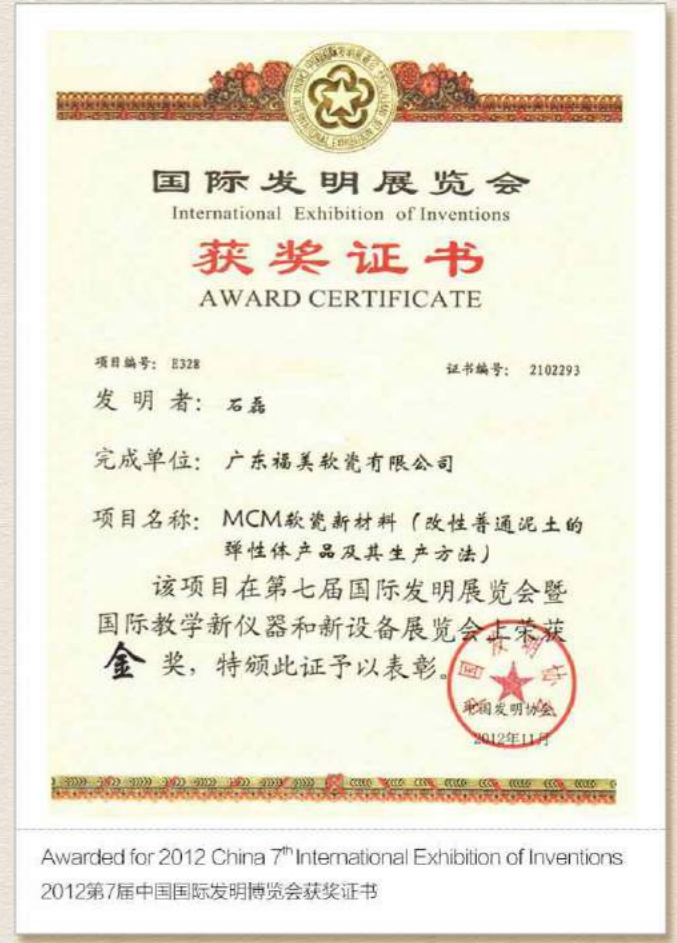 国际发明展览会
International Exhibition of Inventions
获奖证书
AWARD CERTIFICATE
项目编号: E328
证书编号: 2102293
发明者: 石磊
完成单位: 广东福美软瓷有限公司
项目名称: MCM软瓷新材料(改性普通泥土的
弹性体产品及其生产方法)
该项目在第七届国际发明展览会暨
国际教学新仪器和新设备展览会上荣获
金奖,特颁此证予以表彰。
中国发明协会
2012年11月
Awarded for 2012 China 7th International Exhibition of Inventions
2012第7届中国国际发明博览会获奖证书